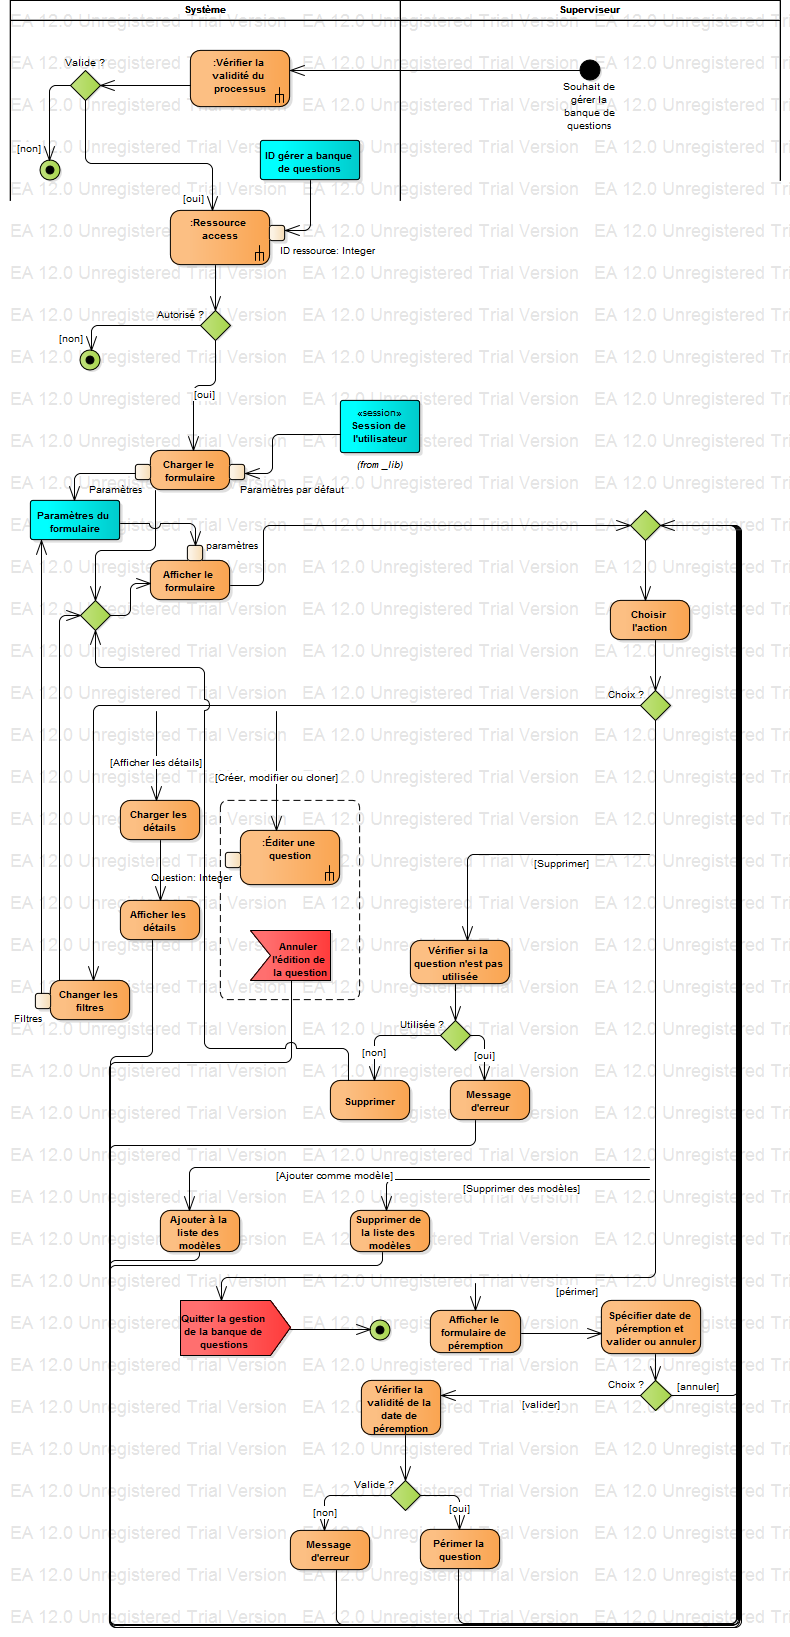 Système
Superviseur
EA 12.0 Unregistered Trial Version
Valide ?
:Vérifier la
validité du
processus
Souhait de
gérer la
banque de
questions
[non]
ID gérer a banque
de questions
[oui]
:Ressource
access
ID ressource: Integer
Autorisé ?
[non]
[oui]
«session»
Session de
l'utilisateur
(from _lib)
Charger le
formulaire
Paramètres
Paramètres par défaut
Paramètres du
formulaire
paramètres
Afficher le
formulaire
Choisir
l'action
Choix ?
[Afficher les détails]
[Créer, modifier ou cloner]
Charger les
détails
:Éditer une
question
[Supprimer]
Question: Integer
Afficher les
détails
Annuler
l'édition de
la question
Vérifier si la
question n'est pas
utilisée
Changer les
filtres
Filtres
Utilisée ?
[non]
[oui]
Supprimer
Message
d'erreur
[Ajouter comme modèle]
[Supprimer des modèles]
Ajouter à la
liste des
modèles
Supprimer de
la liste des
modèles
[périmer]
Quitter la gestion
de la banque de
questions
Afficher le
formulaire de
péremption
Spécifier date de
péremption et
valider ou annuler
Choix ?
[annuler]
[valider]
Vérifier la
validité de la
date de
péremption
Valide ?
[non]
[oui]
Message
d'erreur
Périmer la
question